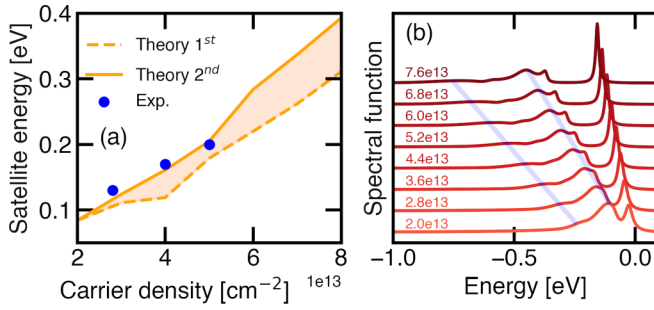 Satellite energy [eV]
0.4
0.3
0.2
0.1
Theory 1st
Theory 2nd
Exp.
(a)
2
4
6
8
1e13
Carrier density [cm−2]
Spectral function
(b)
7.6e13
6.8e13
6.0e13
5.2e13
4.4e13
3.6e13
2.8e13
2.0e13
−1.0
−0.5
0.0
Energy [eV]